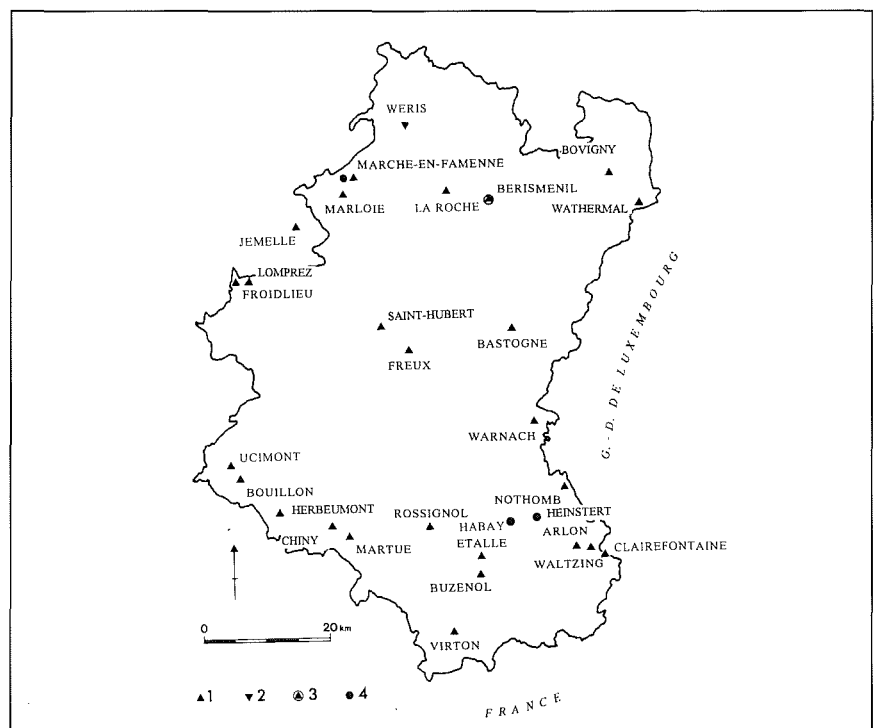 WERIS
BOVIGNY
MARCHE-EN-FAMENNE
MARLOIE
LA ROCHE
BERISMENIL
WATHERMAL
JEMELLE
LOMPREZ
FROIDLIEU
SAINT-HUBERT
BASTOGNE
FREUX
G.-D. DE LUXEMBOURG
WARNACH
UCIMONT
BOUILLON
HERBEUMONT
ROSSIGNOL
NOTHOMB
HABAY
HEINSTERT
CHINY
MARTUE
ETALLE
ARLON
WALTZING
CLAIREFONTAINE
BUZENOL
0 20 km
VIRTON
1 2 3 4
FRANCE